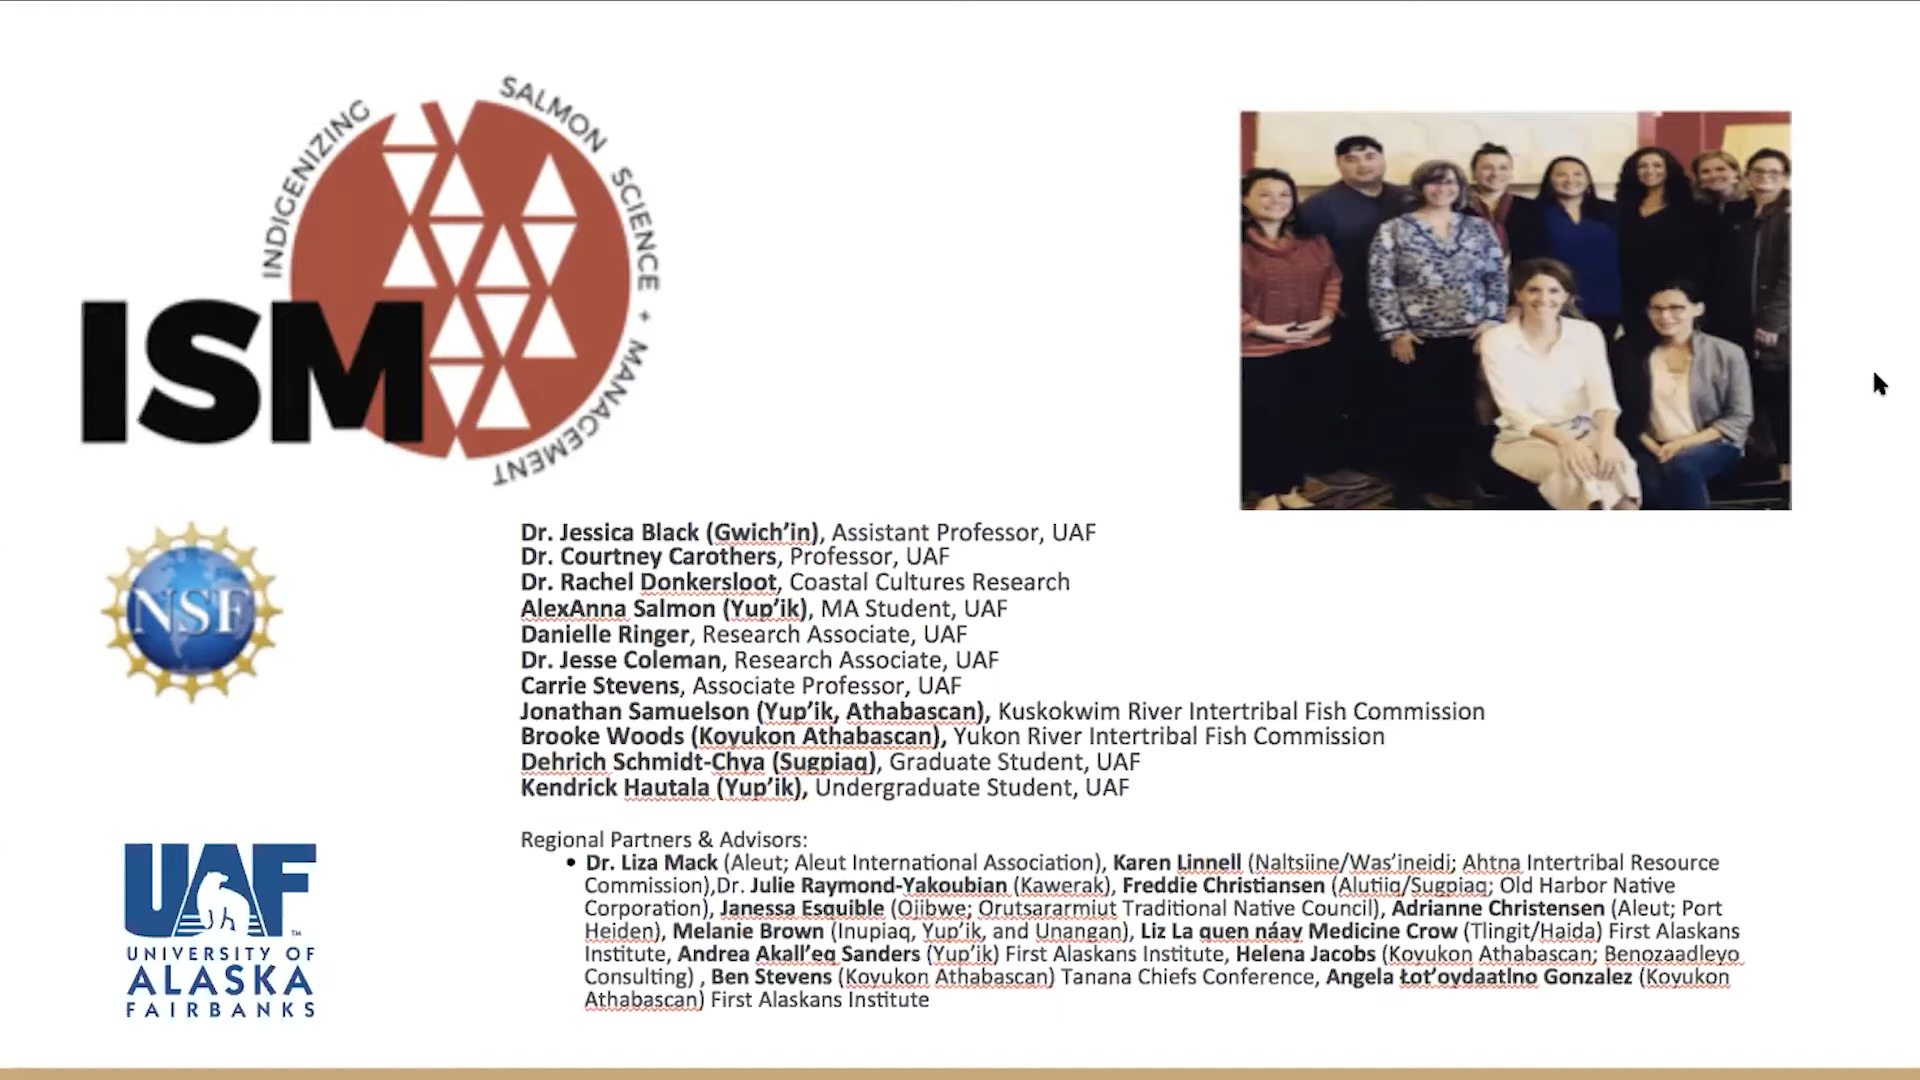 INDIGENIZING
SALMON SCIENCE + MANAGEMENT
ISM
NSF
Dr. Jessica Black (Gwich’in), Assistant Professor, UAF
Dr. Courtney Carothers, Professor, UAF
Dr. Rachel Donkersloot, Coastal Cultures Research
AlexAnna Salmon (Yup’ik), MA Student, UAF
Danielle Ringer, Research Associate, UAF
Dr. Jesse Coleman, Research Associate, UAF
Carrie Stevens, Associate Professor, UAF
Jonathan Samuelson (Yup’ik, Athabascan), Kuskokwim River Intertribal Fish Commission
Brooke Woods (Koyukon Athabascan), Yukon River Intertribal Fish Commission
Dehrich Schmidt-Chya (Sugpiaq), Graduate Student, UAF
Kendrick Hautala (Yup’ik), Undergraduate Student, UAF
UAF
TM
UNIVERSITY OF
ALASKA
FAIRBANKS
Regional Partners & Advisors:
• Dr. Liza Mack (Aleut; Aleut International Association), Karen Linnell (Naltsiine/Was’ineidi; Ahtna Intertribal Resource
Commission),Dr. Julie Raymond-Yakoubian (Kawerak), Freddie Christiansen (Alutiiq/Sugpiaq; Old Harbor Native
Corporation), Janessa Esquible (Ojibwe; Orutsararmiut Traditional Native Council), Adrianne Christensen (Aleut; Port
Heiden), Melanie Brown (Inupiaq, Yup’ik, and Unangan), Liz La quen náay Medicine Crow (Tlingit/Haida) First Alaskans
Institute, Andrea Akall’eq Sanders (Yup’ik) First Alaskans Institute, Helena Jacobs (Koyukon Athabascan; Benozaadleyo
Consulting) , Ben Stevens (Koyukon Athabascan) Tanana Chiefs Conference, Angela Łot’oydaatlno Gonzalez (Koyukon
Athabascan) First Alaskans Institute